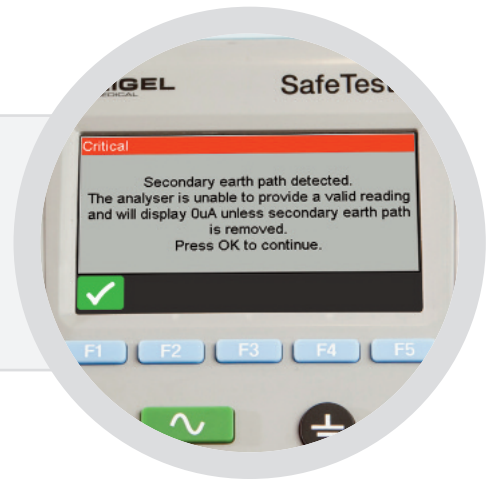 SafeTest
Critical
Secondary earth path detected.
The analyser is unable to provide a valid reading
and will display 0uA unless secondary earth path
is removed.
Press OK to continue.
F1 F2 F3 F4 F5